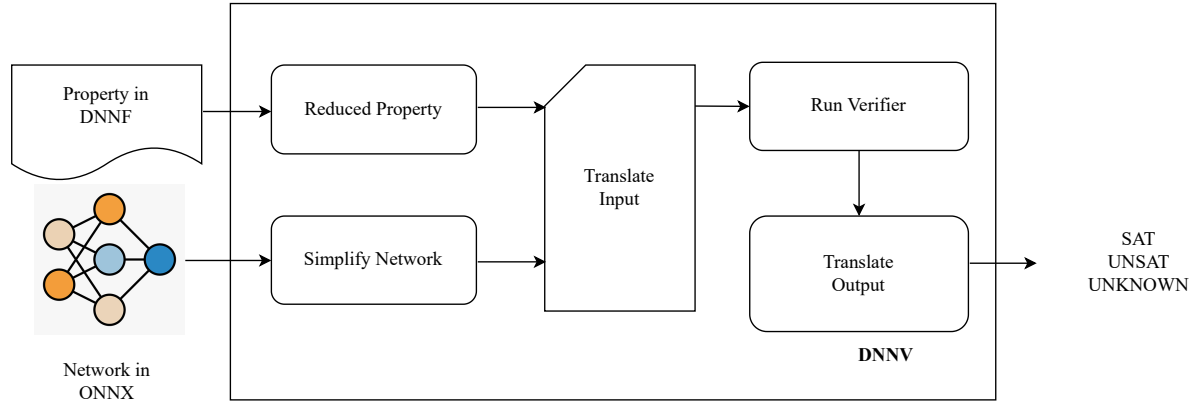 Property in
DNNF
Reduced Property
Translate
Input
Run Verifier
Simplify Network
Translate
Output
SAT
UNSAT
UNKNOWN
DNNV
Network in
ONNX